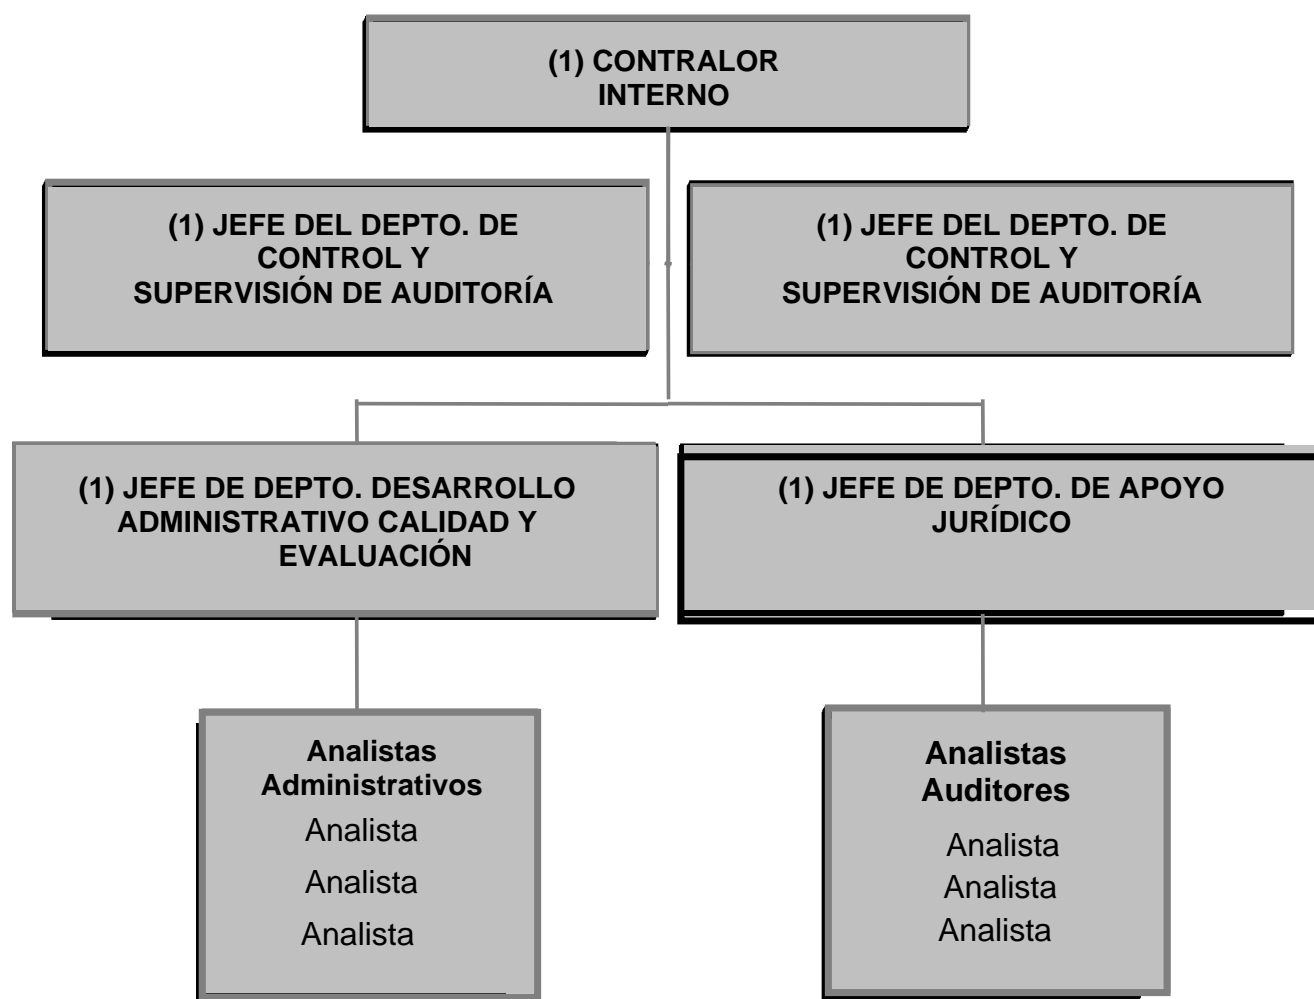 (1) CONTRALOR
INTERNO
(1) JEFE DEL DEPTO. DE
CONTROL Y
SUPERVISIÓN DE AUDITORÍA
(1) JEFE DEL DEPTO. DE
CONTROL Y
SUPERVISIÓN DE AUDITORÍA
(1) JEFE DE DEPTO. DESARROLLO
ADMINISTRATIVO CALIDAD Y
EVALUACIÓN
(1) JEFE DE DEPTO. DE APOYO
JURÍDICO
Analistas
Administrativos
Analista
Analista
Analista
Analistas
Auditores
Analista
Analista
Analista